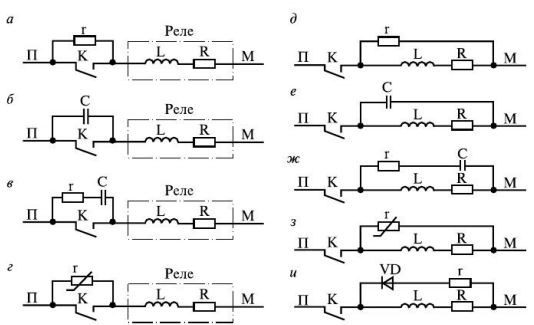 а r Реле
П K L R М
б C Реле
П K L R М
в r C Реле
П K L R М
г r Реле
П K L R М
д r
П K L R М
е C
П K L R М
ж r C
П K L R М
з r
П K L R М
и VD r
П K L R М